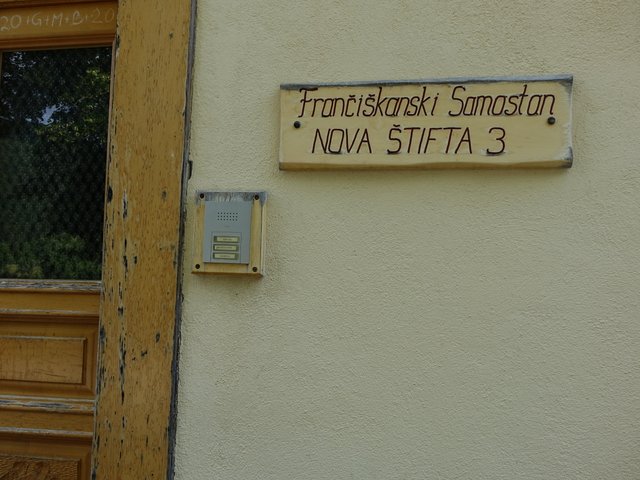 20+G+M+B+20
Frančiškanski Samostan
NOVA ŠTIFTA 3